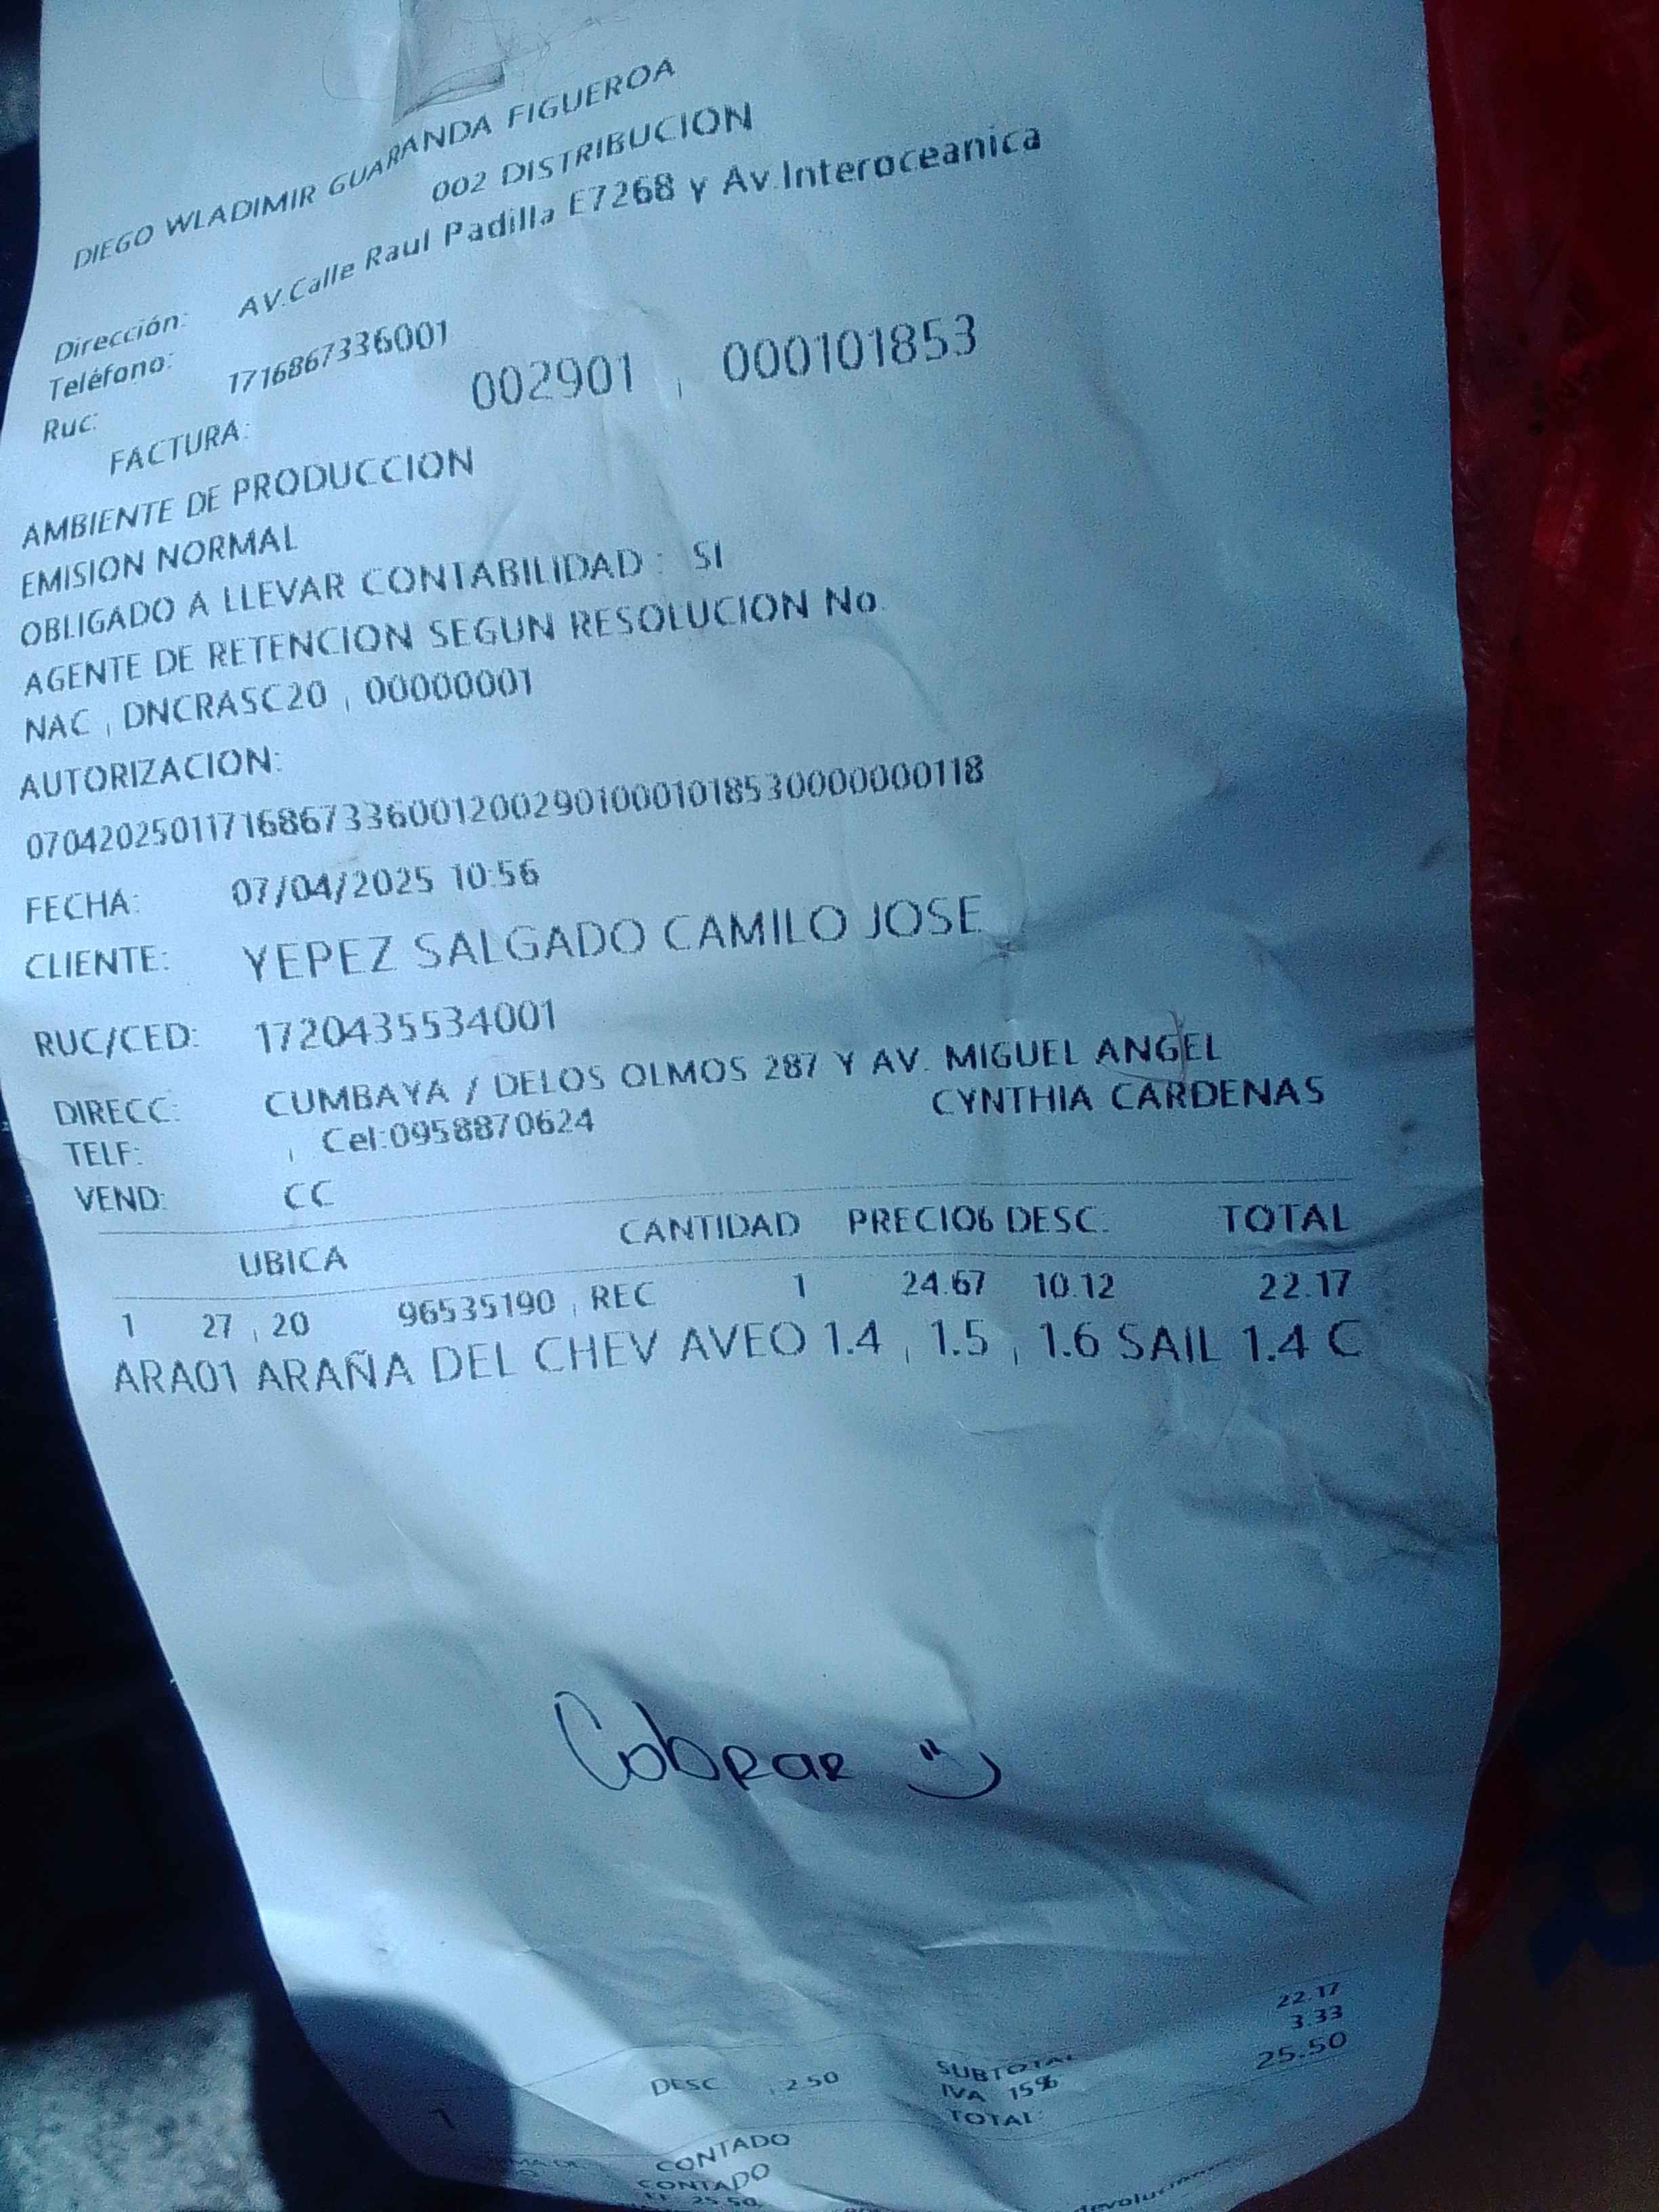 DIEGO WLADIMIR GUARANDA FIGUEROA
002 DISTRIBUCION
Dirección: AV.Calle Raul Padilla E7268 y Av.Interoceanica
Teléfono:
Ruc: 1716867336001
FACTURA: 002901 , 000101853
AMBIENTE DE PRODUCCION
EMISION NORMAL
OBLIGADO A LLEVAR CONTABILIDAD : SI
AGENTE DE RETENCION SEGUN RESOLUCION No.
NAC , DNCRASC20 , 00000001
AUTORIZACION:
0704202501171686733600120029010001018530000000118
FECHA: 07/04/2025 10:56
CLIENTE: YEPEZ SALGADO CAMILO JOSE
RUC/CED: 1720435534001
DIRECC: CUMBAYA / DELOS OLMOS 287 Y AV. MIGUEL ANGEL
TELF: , Cel:0958870624 CYNTHIA CARDENAS
VEND: CC
UBICA CANTIDAD PRECIO6 DESC. TOTAL
1 27 , 20 96535190 , REC 1 24.67 10.12 22.17
ARA01 ARAÑA DEL CHEV AVEO 1.4 , 1.5 , 1.6 SAIL 1.4 C
Cobrar
DESC , 2.50 SUBTOTAL 22.17
IVA 15% 3.33
TOTAL: 25.50
1
CONTADO
CONTADO
25.50